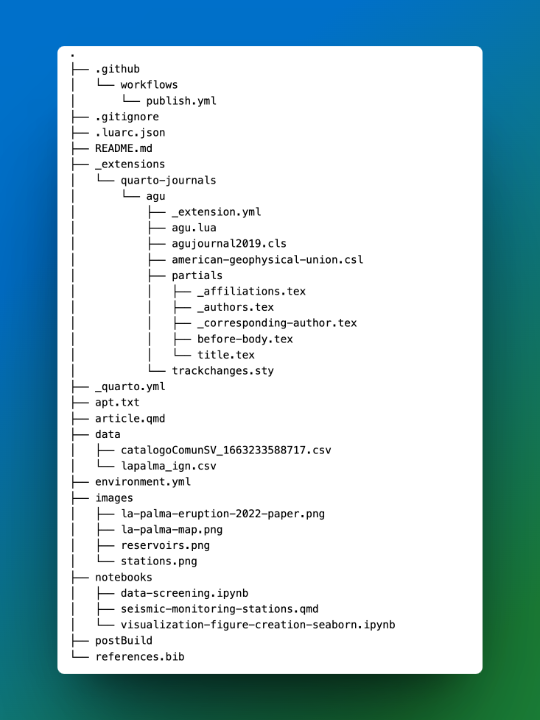 .
├── .github
│   └── workflows
│       └── publish.yml
├── .gitignore
├── .luarc.json
├── README.md
├── _extensions
│   └── quarto-journals
│       └── agu
│           ├── _extension.yml
│           ├── agu.lua
│           ├── agujournal2019.cls
│           ├── american-geophysical-union.csl
│           ├── partials
│           │   ├── _affiliations.tex
│           │   ├── _authors.tex
│           │   ├── _corresponding-author.tex
│           │   ├── before-body.tex
│           │   └── title.tex
│           └── trackchanges.sty
├── _quarto.yml
├── apt.txt
├── article.qmd
├── data
│   ├── catalogoComunSV_1663233588717.csv
│   └── lapalma_ign.csv
├── environment.yml
├── images
│   ├── la-palma-eruption-2022-paper.png
│   ├── la-palma-map.png
│   ├── reservoirs.png
│   └── stations.png
├── notebooks
│   ├── data-screening.ipynb
│   ├── seismic-monitoring-stations.qmd
│   └── visualization-figure-creation-seaborn.ipynb
├── postBuild
└── references.bib